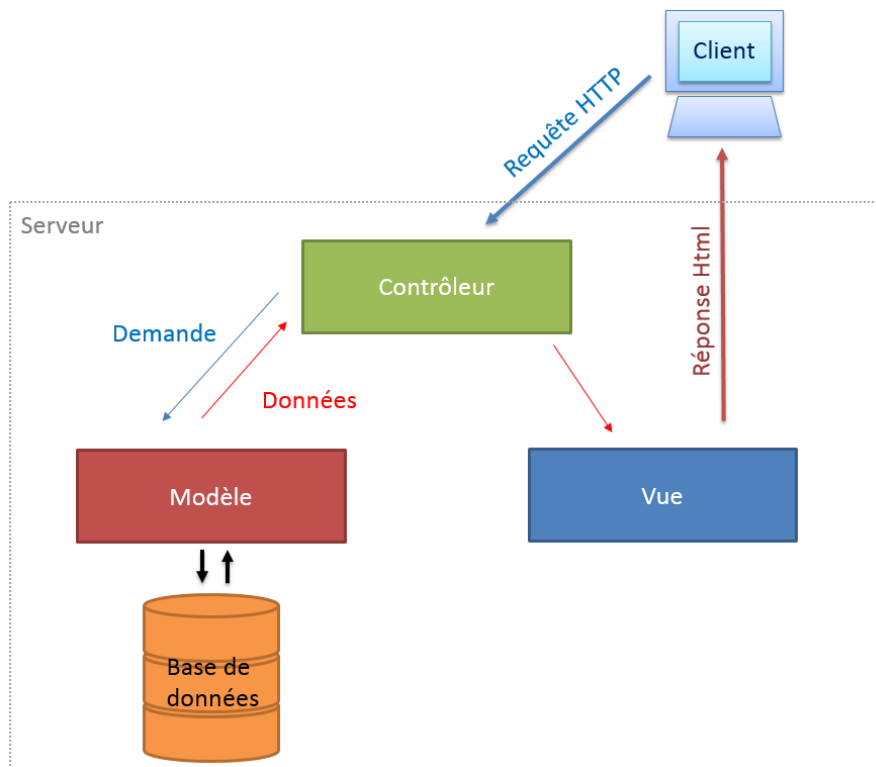 Client
Requête HTTP
Serveur
Contrôleur
Réponse Html
Demande
Données
Modèle
Vue
Base de
données